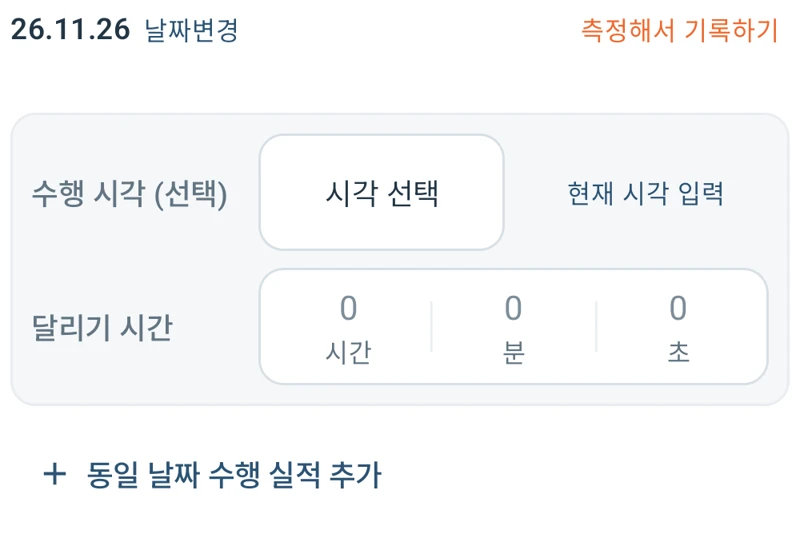 26.11.26 날짜변경 측정해서 기록하기
수행 시각 (선택) 시각 선택 현재 시각 입력
달리기 시간 0 0 0
시간 분 초
+ 동일 날짜 수행 실적 추가